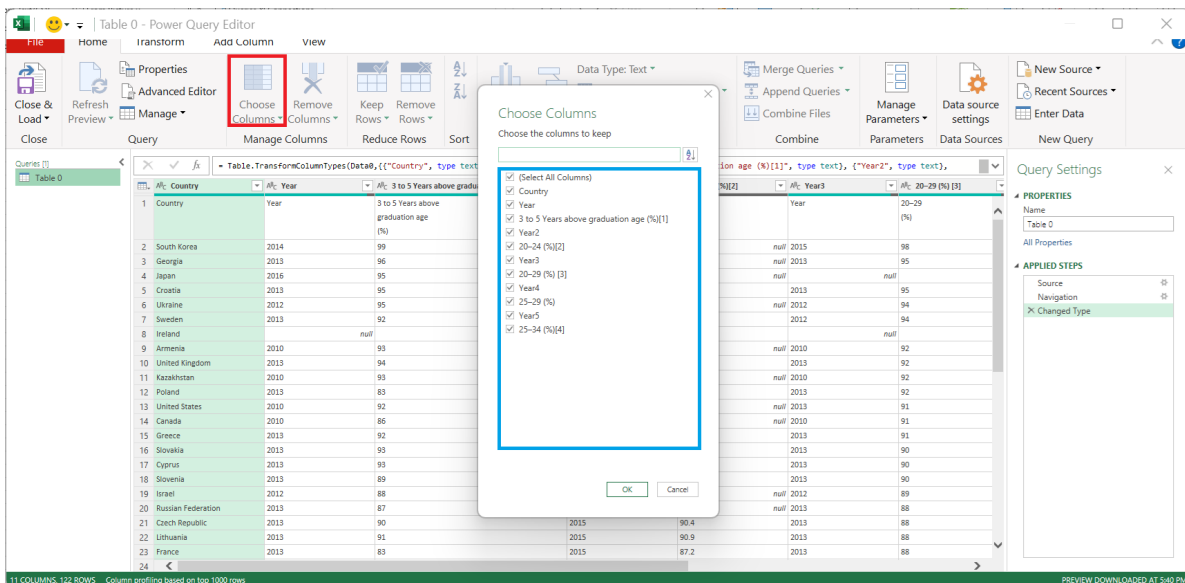 Table 0 - Power Query Editor
File Home Transform Add Column View
Close & Load
Refresh Preview
Properties
Advanced Editor
Manage
Choose Columns
Remove Columns
Keep Rows
Remove Rows
Data Type: Text
Merge Queries
Append Queries
Combine Files
Manage Parameters
Data source settings
New Source
Recent Sources
Enter Data
Close Query Manage Columns Reduce Rows Sort Combine Parameters Data Sources New Query
Queries [1]
Table 0
fx = Table.TransformColumnTypes(Data0,{{"Country", type text
ion age (%)[1]", type text}, {"Year2", type text},
Country Year 3 to 5 Years above gradu %)[2] Year3 20–29 (%) [3]
1 Country Year 3 to 5 Years above graduation age (%) Year 20–29 (%)
2 South Korea 2014 99 null 2015 98
3 Georgia 2013 96 null 2013 95
4 Japan 2016 95 null null
5 Croatia 2013 95 2013 95
6 Ukraine 2012 95 null 2012 94
7 Sweden 2013 92 2012 94
8 Ireland null null
9 Armenia 2010 93 null 2010 92
10 United Kingdom 2013 94 2013 92
11 Kazakhstan 2010 93 null 2010 92
12 Poland 2013 83 2013 92
13 United States 2010 92 null 2013 91
14 Canada 2010 86 null 2010 91
15 Greece 2013 92 2013 91
16 Slovakia 2013 93 2013 90
17 Cyprus 2013 93 2013 90
18 Slovenia 2013 89 2013 90
19 Israel 2012 88 null 2012 89
20 Russian Federation 2013 87 null 2013 88
21 Czech Republic 2013 90 2015 90.4 2013 88
22 Lithuania 2013 91 2015 90.9 2013 88
23 France 2013 83 2015 87.2 2013 88
24
Choose Columns
Choose the columns to keep
(Select All Columns)
Country
Year
3 to 5 Years above graduation age (%)[1]
Year2
20–24 (%)[2]
Year3
20–29 (%) [3]
Year4
25–29 (%)
Year5
25–34 (%)[4]
OK Cancel
Query Settings
PROPERTIES
Name
Table 0
All Properties
APPLIED STEPS
Source
Navigation
Changed Type
11 COLUMNS, 122 ROWS Column profiling based on top 1000 rows PREVIEW DOWNLOADED AT 5:40 PM